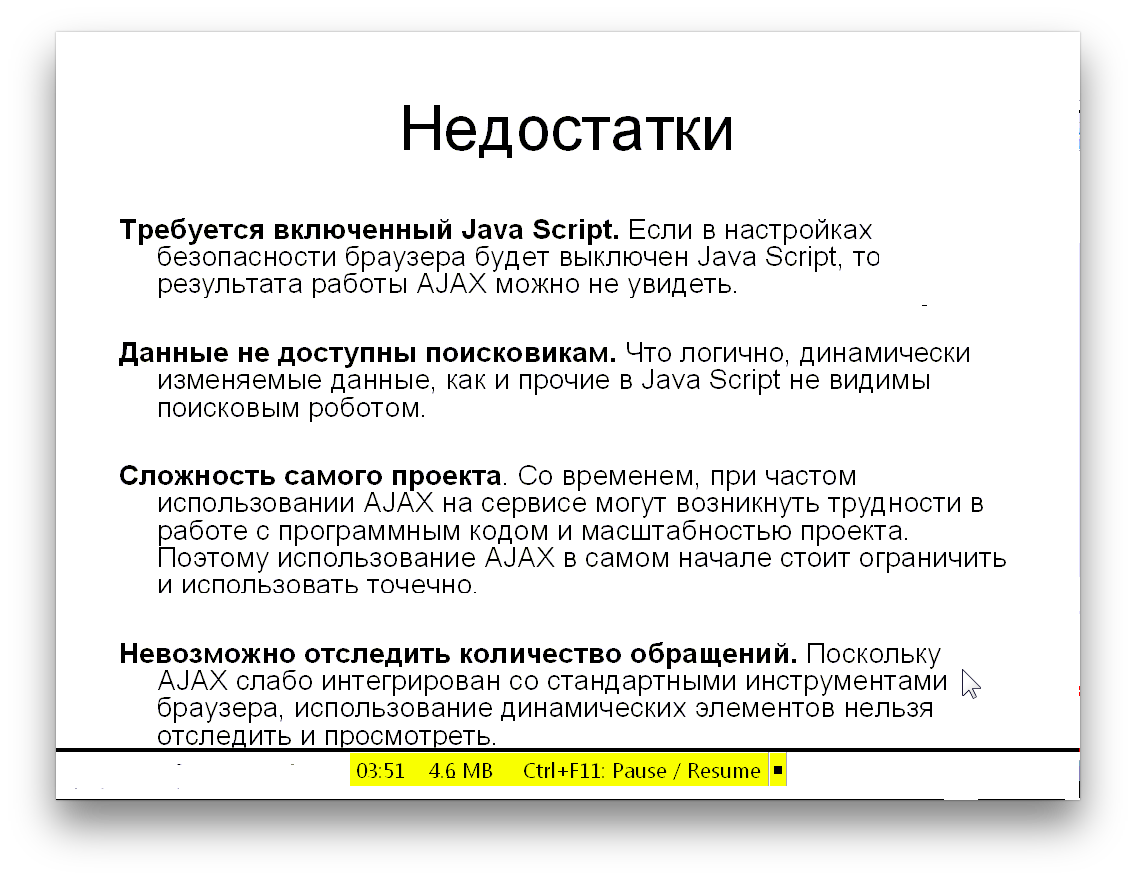 Недостатки
Требуется включенный Java Script. Если в настройках
безопасности браузера будет выключен Java Script, то
результата работы AJAX можно не увидеть.
Данные не доступны поисковикам. Что логично, динамически
изменяемые данные, как и прочие в Java Script не видимы
поисковым роботом.
Сложность самого проекта. Со временем, при частом
использовании AJAX на сервисе могут возникнуть трудности в
работе с программным кодом и масштабностью проекта.
Поэтому использование AJAX в самом начале стоит ограничить
и использовать точечно.
Невозможно отследить количество обращений. Поскольку
AJAX слабо интегрирован со стандартными инструментами
браузера, использование динамических элементов нельзя
отследить и просмотреть.
03:51 4.6 MB Ctrl+F11: Pause / Resume